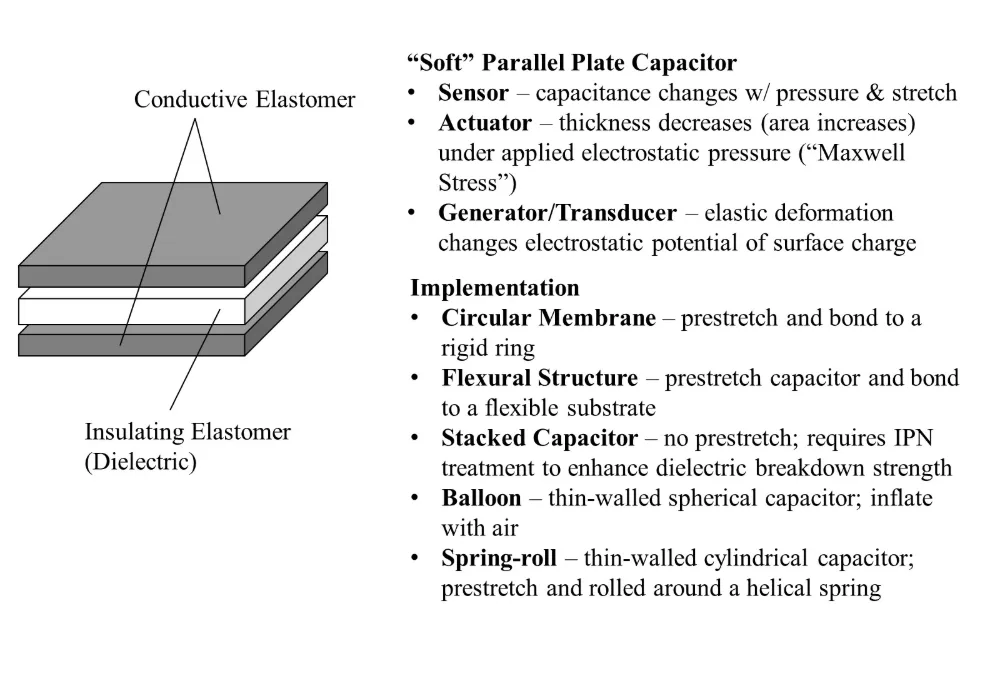 Conductive Elastomer
Insulating Elastomer
(Dielectric)
“Soft” Parallel Plate Capacitor
• Sensor – capacitance changes w/ pressure & stretch
• Actuator – thickness decreases (area increases)
under applied electrostatic pressure (“Maxwell
Stress”)
• Generator/Transducer – elastic deformation
changes electrostatic potential of surface charge
Implementation
• Circular Membrane – prestretch and bond to a
rigid ring
• Flexural Structure – prestretch capacitor and bond
to a flexible substrate
• Stacked Capacitor – no prestretch; requires IPN
treatment to enhance dielectric breakdown strength
• Balloon – thin-walled spherical capacitor; inflate
with air
• Spring-roll – thin-walled cylindrical capacitor;
prestretch and rolled around a helical spring